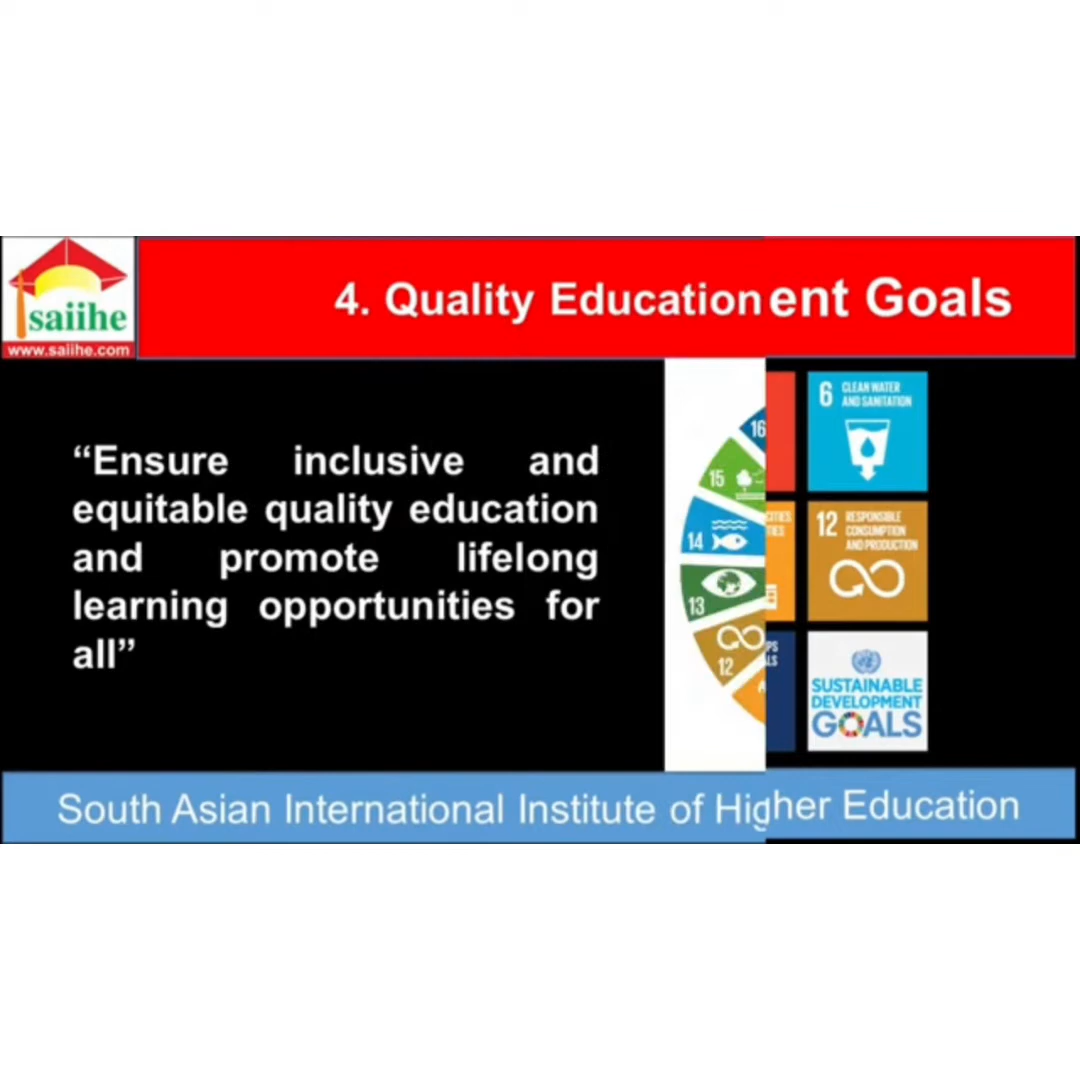 saiihe
www.saiihe.com
4. Quality Education
ent Goals
“Ensure inclusive and
equitable quality education
and promote lifelong
learning opportunities for
all”
16
15
14
13
12
6 CLEAN WATER
AND SANITATION
12 RESPONSIBLE
CONSUMPTION
AND PRODUCTION
SUSTAINABLE
DEVELOPMENT
GOALS
South Asian International Institute of Higher Education